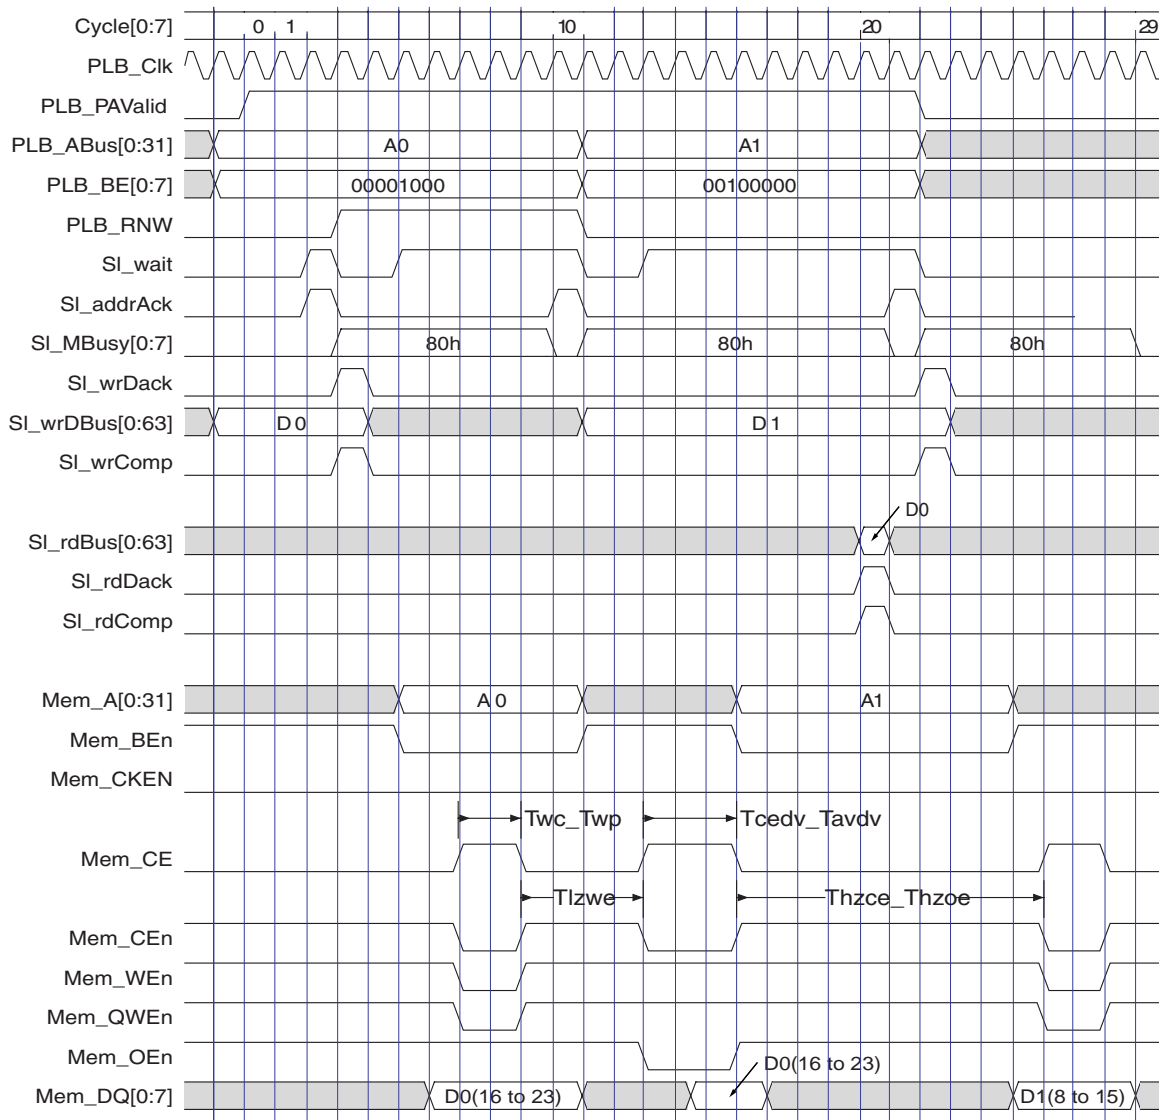 Cycle[0:7] 0 1 10 20 29
PLB_Clk
PLB_PAValid
PLB_ABus[0:31] A0 A1
PLB_BE[0:7] 00001000 00100000
PLB_RNW
Sl_wait
Sl_addrAck
Sl_MBusy[0:7] 80h 80h 80h
Sl_wrDack
Sl_wrDBus[0:63] D0 D1
Sl_wrComp
D0
Sl_rdBus[0:63]
Sl_rdDack
Sl_rdComp
Mem_A[0:31] A0 A1
Mem_BEn
Mem_CKEN
Twc_Twp Tcedv_Tavdv
Mem_CE
Tlzwe Thzce_Thzoe
Mem_CEn
Mem_WEn
Mem_QWEn
Mem_OEn
D0(16 to 23)
Mem_DQ[0:7] D0(16 to 23) D1(8 to 15)